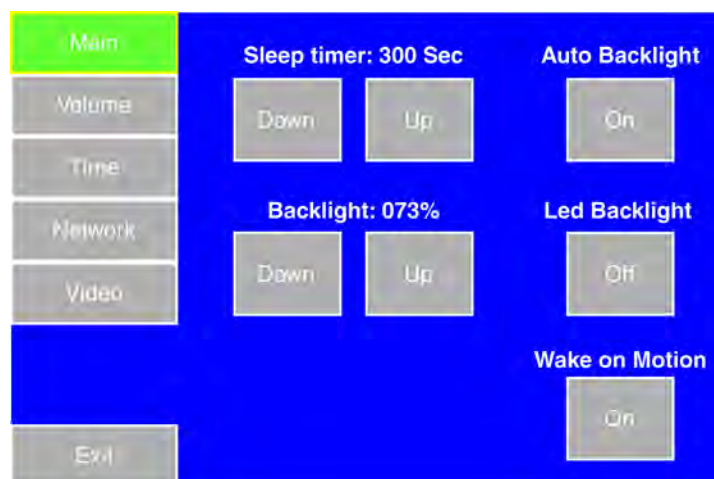 Main
Volume
Time
Network
Video
Exit
Sleep timer: 300 Sec
Down
Up
Backlight: 073%
Down
Up
Auto Backlight
On
Led Backlight
Off
Wake on Motion
On